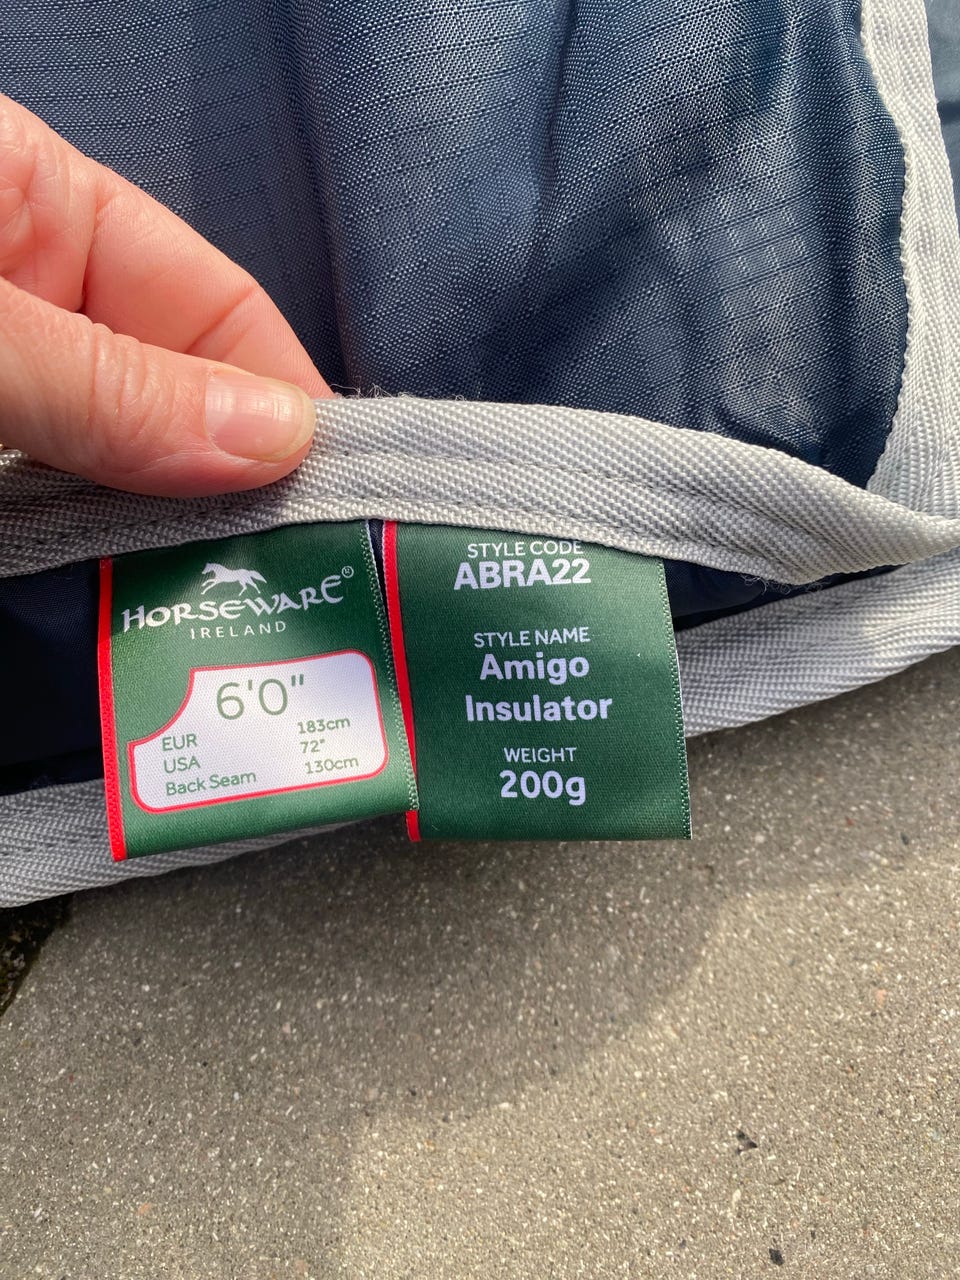 HORSEWARE®
IRELAND
6'0"
EUR 183cm
USA 72"
Back Seam 130cm
STYLE CODE
ABRA22
STYLE NAME
Amigo
Insulator
WEIGHT
200g